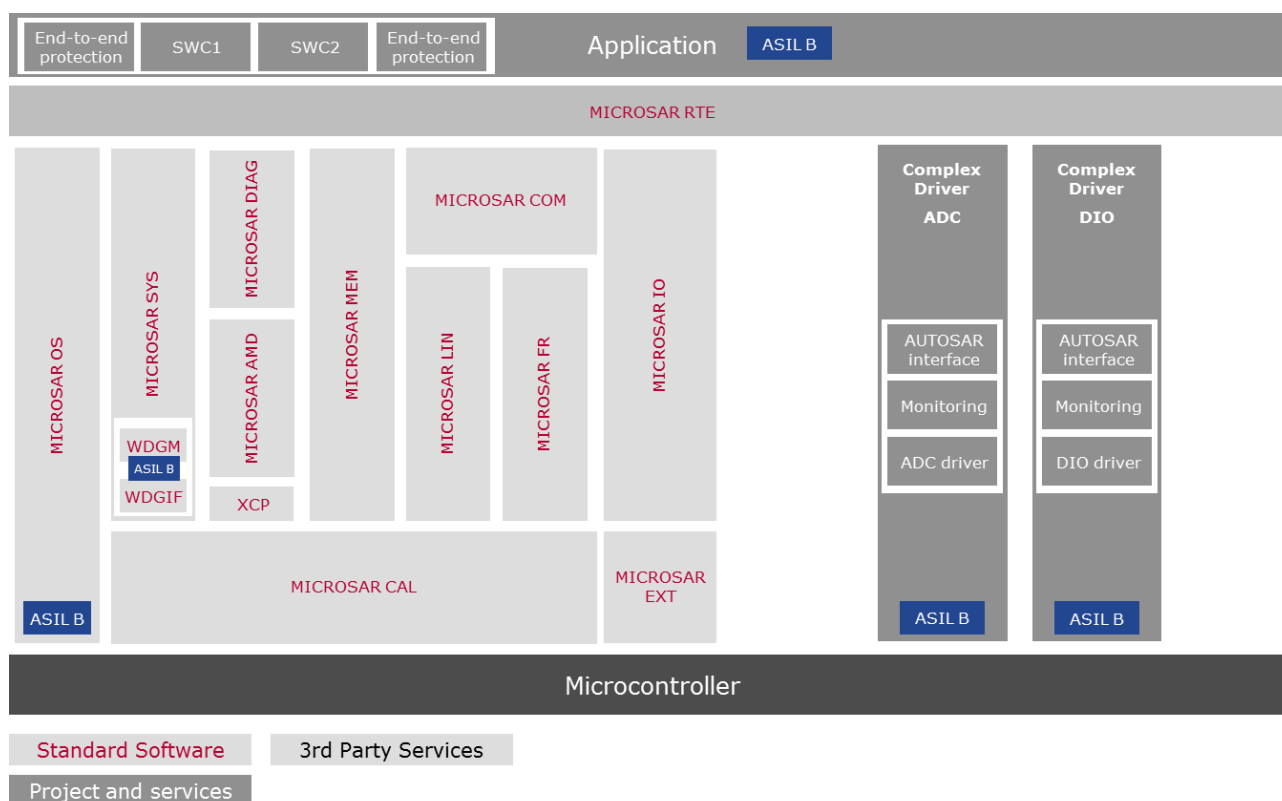 End-to-end
protection
SWC1
SWC2
End-to-end
protection
Application
ASIL B
MICROSAR RTE
MICROSAR OS
ASIL B
MICROSAR SYS
WDGM
ASIL B
WDGIF
MICROSAR DIAG
MICROSAR AMD
XCP
MICROSAR MEM
MICROSAR COM
MICROSAR LIN
MICROSAR FR
MICROSAR IO
MICROSAR CAL
MICROSAR
EXT
Complex
Driver
ADC
AUTOSAR
interface
Monitoring
ADC driver
ASIL B
Complex
Driver
DIO
AUTOSAR
interface
Monitoring
DIO driver
ASIL B
Microcontroller
Standard Software
3rd Party Services
Project and services